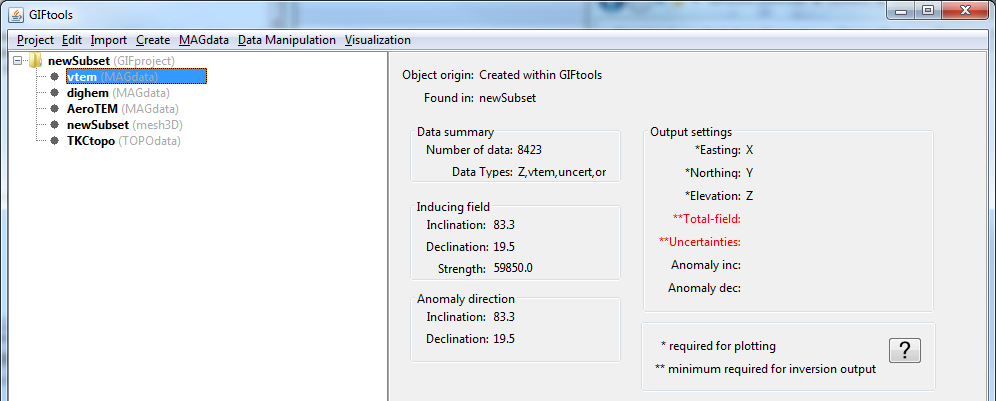 GIFtools
Project Edit Import Create MAGdata Data Manipulation Visualization
newSubset (GIFproject)
vtem (MAGdata)
dighem (MAGdata)
AeroTEM (MAGdata)
newSubset (mesh3D)
TKCtopo (TOPOdata)
Object origin: Created within GIFtools
Found in: newSubset
Data summary
Number of data: 8423
Data Types: Z,vtem,uncert,or
Inducing field
Inclination: 83.3
Declination: 19.5
Strength: 59850.0
Anomaly direction
Inclination: 83.3
Declination: 19.5
Output settings
*Easting: X
*Northing: Y
*Elevation: Z
**Total-field:
**Uncertainties:
Anomaly inc:
Anomaly dec:
* required for plotting
** minimum required for inversion output
?